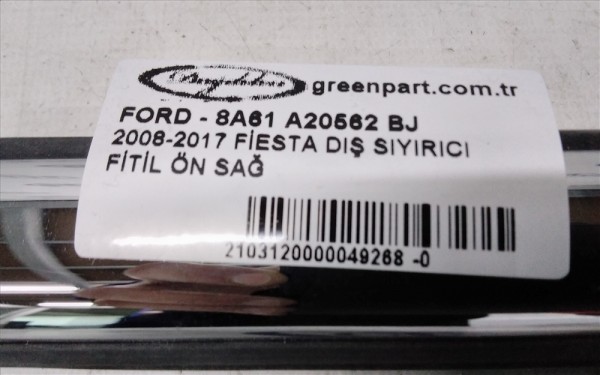 greenpart.com.tr
FORD - 8A61 A20562 BJ
2008-2017 FİESTA DIŞ SIYIRICI
FİTİL ÖN SAĞ
2103120000049268 -0